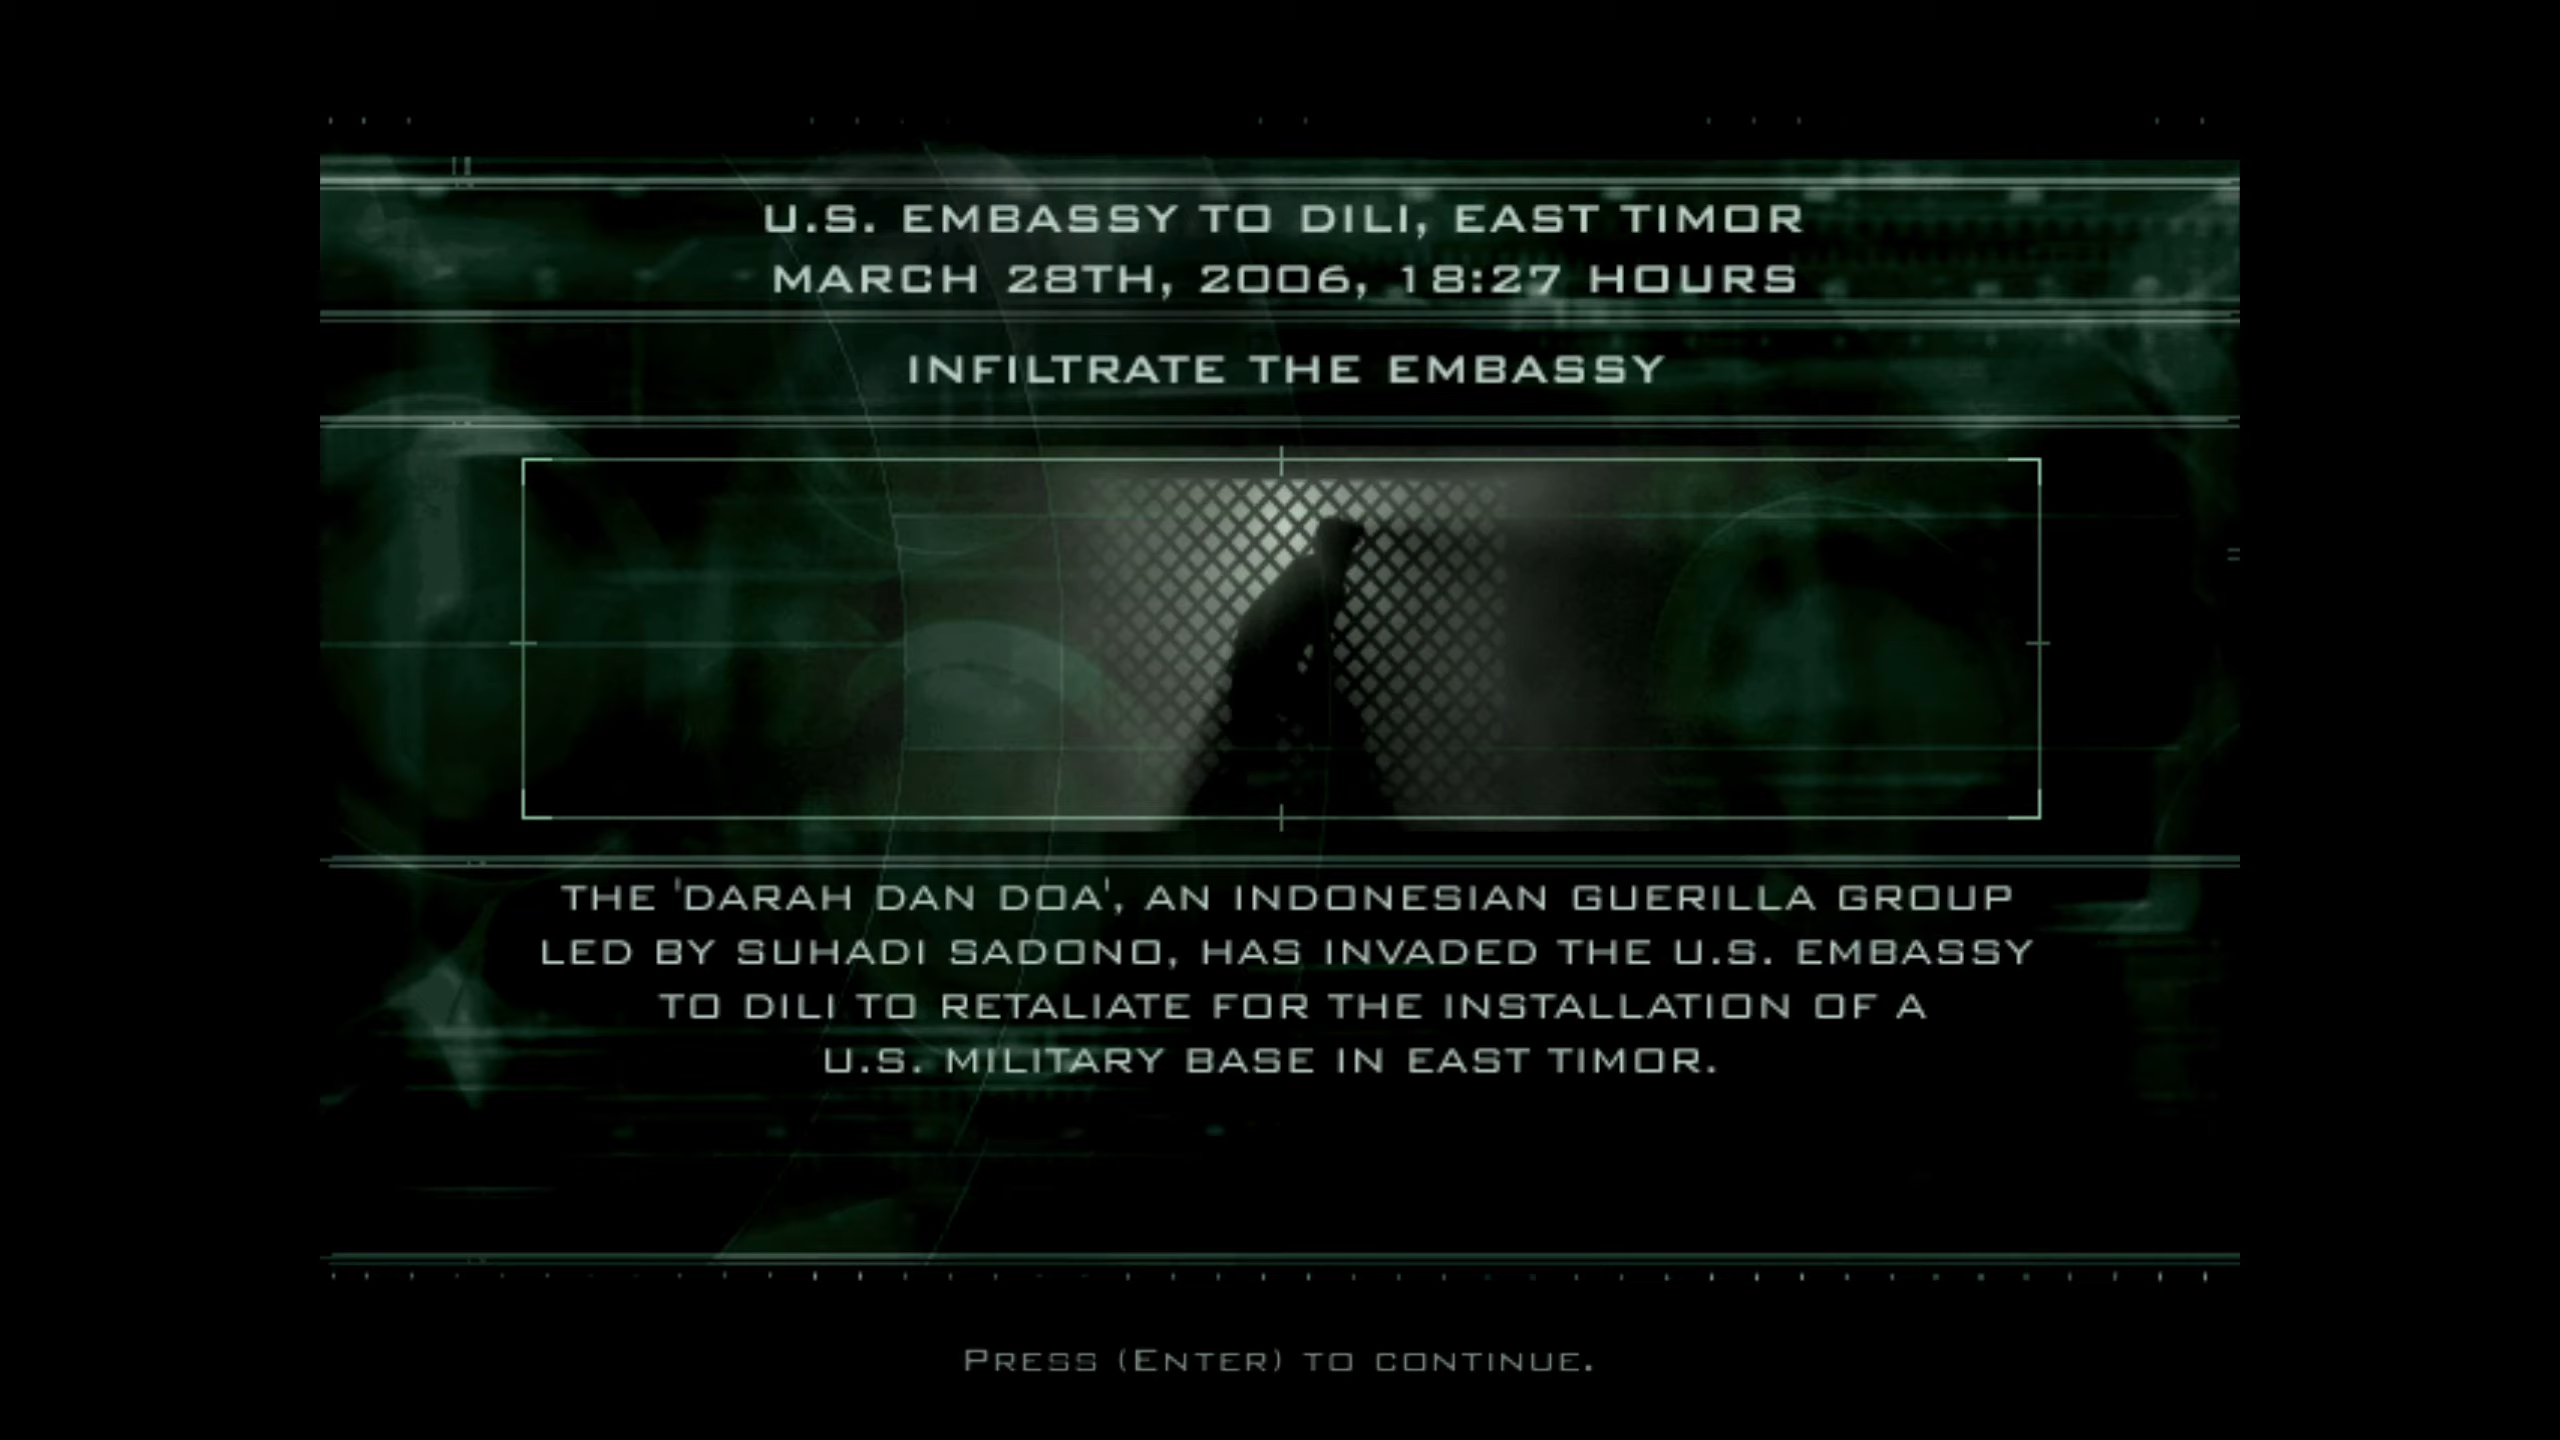 U.S. EMBASSY TO DILI, EAST TIMOR
MARCH 28TH, 2006, 18:27 HOURS
INFILTRATE THE EMBASSY
THE 'DARAH DAN DOA', AN INDONESIAN GUERILLA GROUP
LED BY SUHADI SADONO, HAS INVADED THE U.S. EMBASSY
TO DILI TO RETALIATE FOR THE INSTALLATION OF A
U.S. MILITARY BASE IN EAST TIMOR.
PRESS (ENTER) TO CONTINUE.